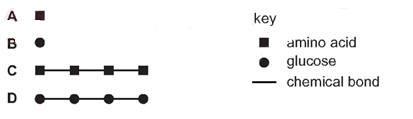 A
B
C
D
key
amino acid
glucose
chemical bond